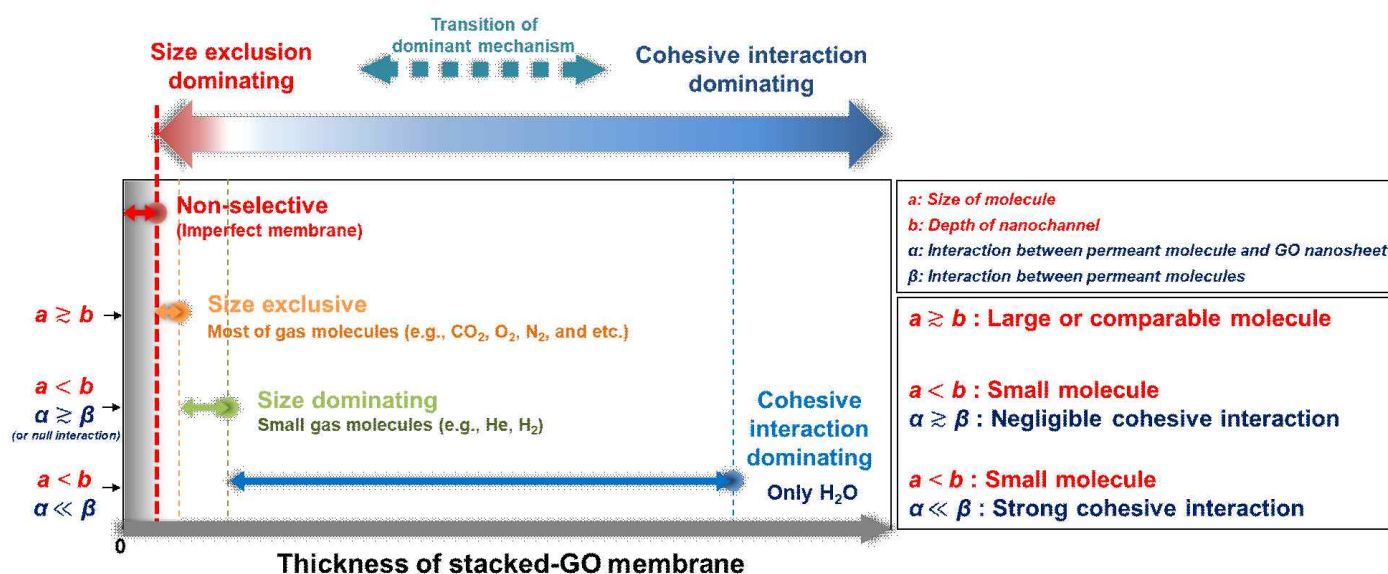 Transition of
dominant mechanism
Size exclusion
dominating
Cohesive interaction
dominating
Non-selective
(Imperfect membrane)
a ≳ b
Size exclusive
Most of gas molecules (e.g., CO₂, O₂, N₂, and etc.)
a < b
α ≳ β
(or null interaction)
Size dominating
Small gas molecules (e.g., He, H₂)
Cohesive
interaction
dominating
Only H₂O
a < b
α ≪ β
0
Thickness of stacked-GO membrane
a: Size of molecule
b: Depth of nanochannel
α: Interaction between permeant molecule and GO nanosheet
β: Interaction between permeant molecules
a ≳ b : Large or comparable molecule
a < b : Small molecule
α ≳ β : Negligible cohesive interaction
a < b : Small molecule
α ≪ β : Strong cohesive interaction